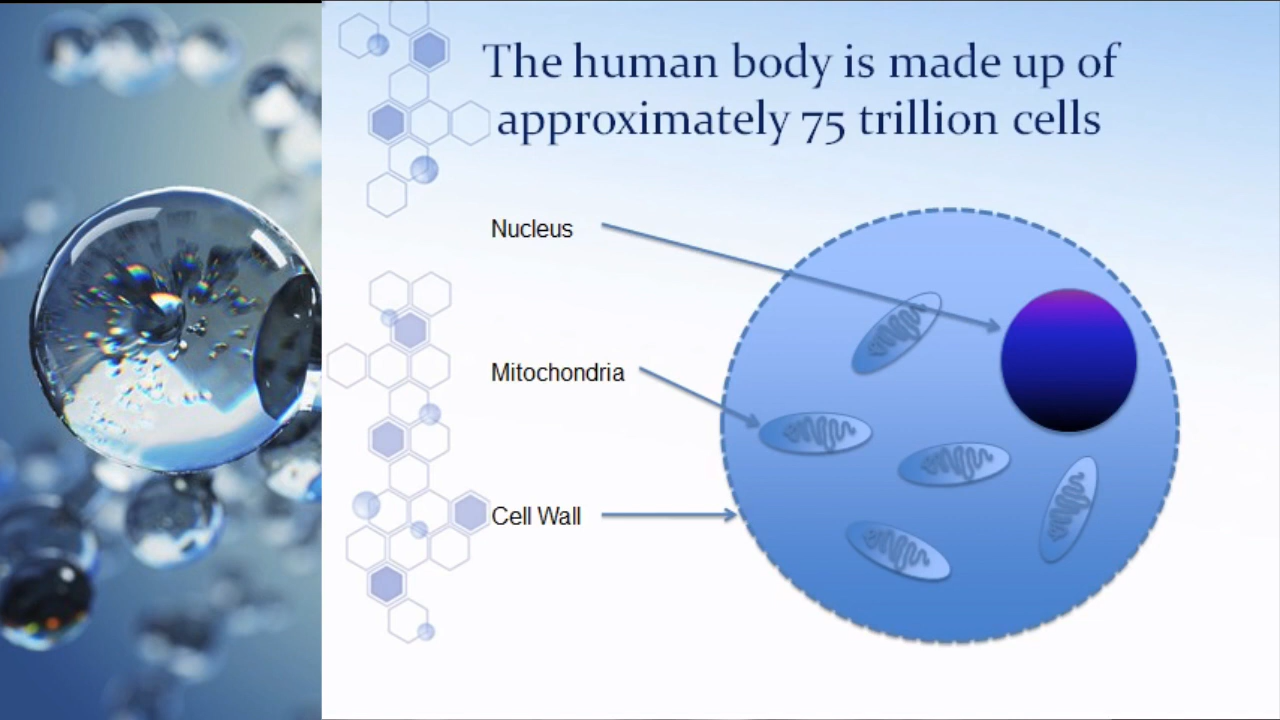 The human body is made up of
approximately 75 trillion cells
Nucleus
Mitochondria
Cell Wall